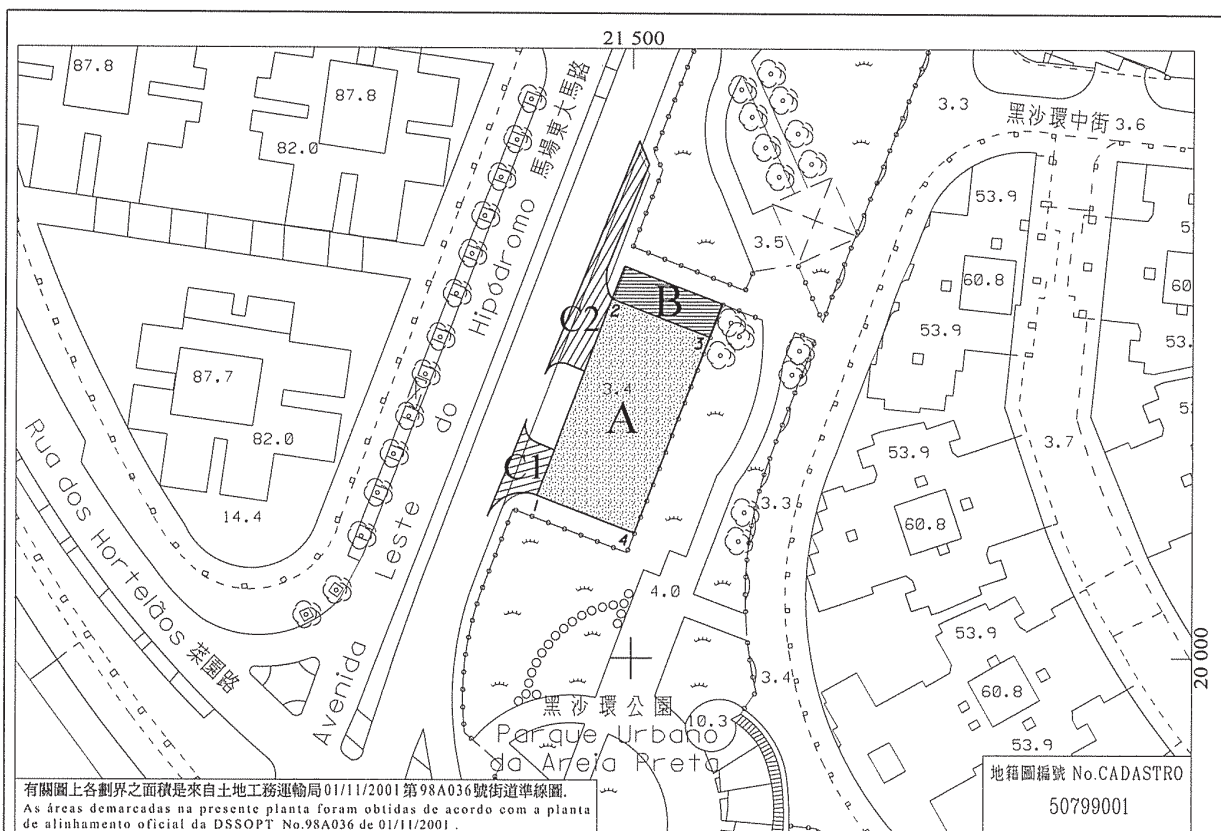 21 500
87.8
87.8
82.0
馬場東大馬路
Avenida Leste do Hipódromo
3.3
黑沙環中街 3.6
53.9
3.5
60.8
60
53.9
53.
C2
B
2
3
3.4
A
87.7
82.0
14.4
C1
1
4
3.3
53.9
60.8
3.7
Rua dos Hortelãos 菜園路
4.0
53.9
60.8
53.9
3.4
20 000
黑沙環公園
10.3
Parque Urbano
da Areia Preta
有關圖上各劃界之面積是來自土地工務運輸局 01/11/2001 第98A036號街道準線圖.
As áreas demarcadas na presente planta foram obtidas de acordo com a planta
de alinhamento oficial da DSSOPT No.98A036 de 01/11/2001 .
地籍圖編號 No.CADASTRO
50799001